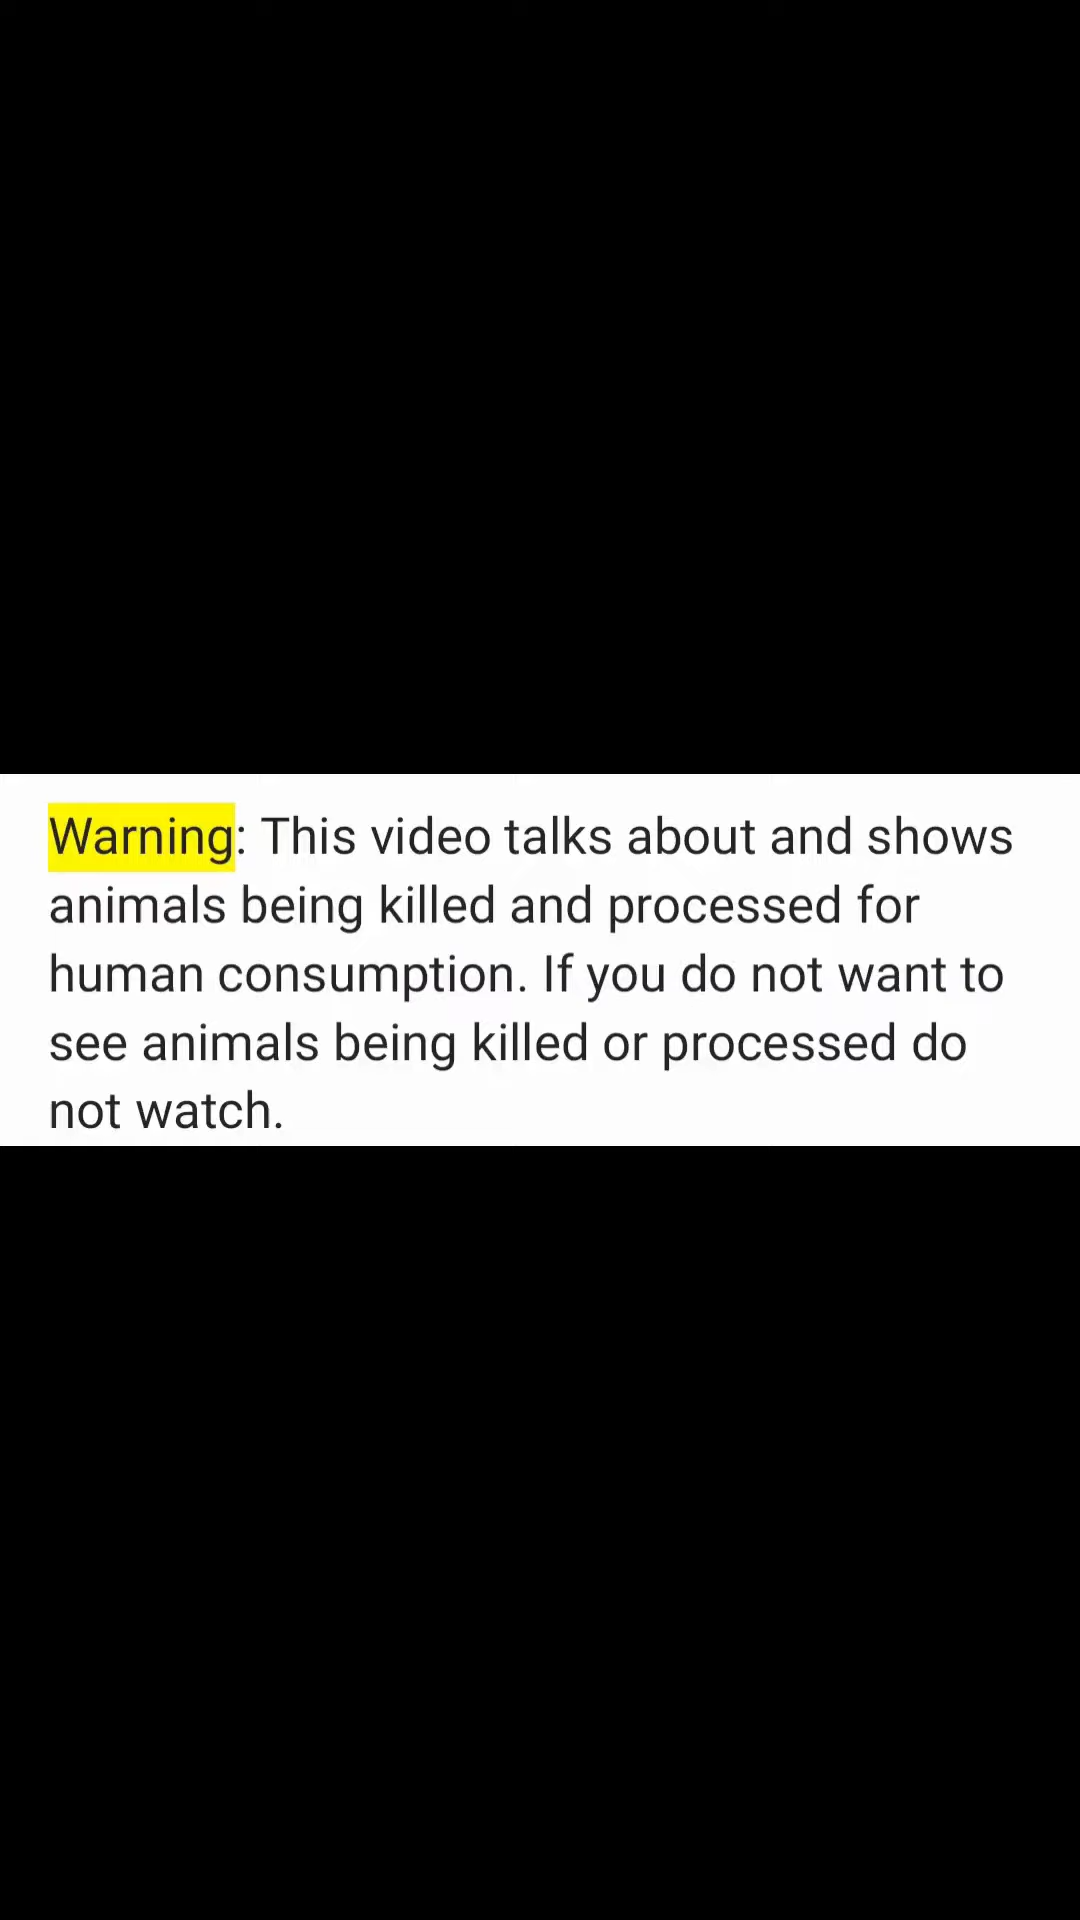 Warning: This video talks about and shows
animals being killed and processed for
human consumption. If you do not want to
see animals being killed or processed do
not watch.